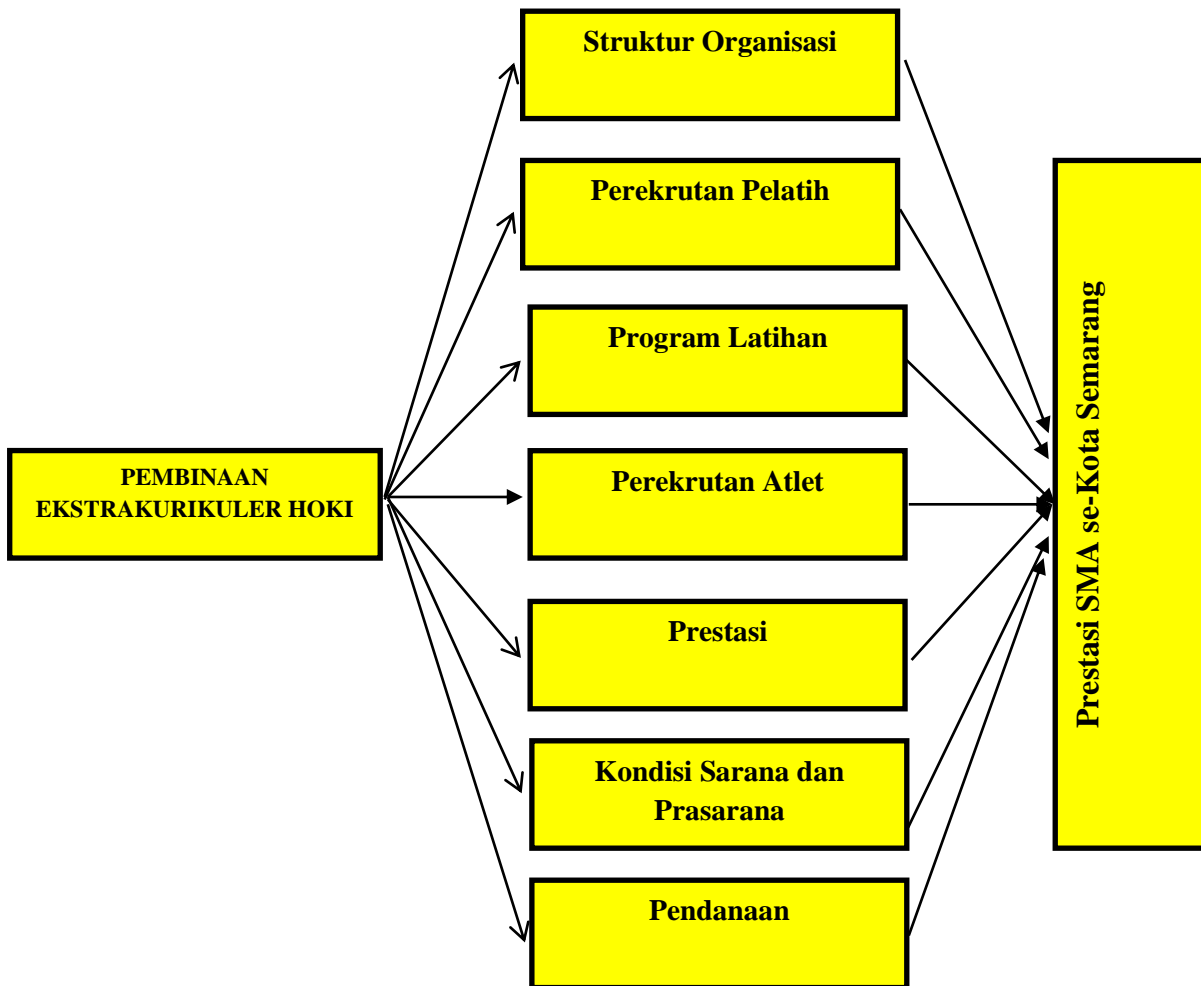 Struktur Organisasi
Perekrutan Pelatih
Program Latihan
PEMBINAAN
EKSTRAKURIKULER HOKI
Perekrutan Atlet
Prestasi
Kondisi Sarana dan
Prasarana
Pendanaan
Prestasi SMA se-Kota Semarang